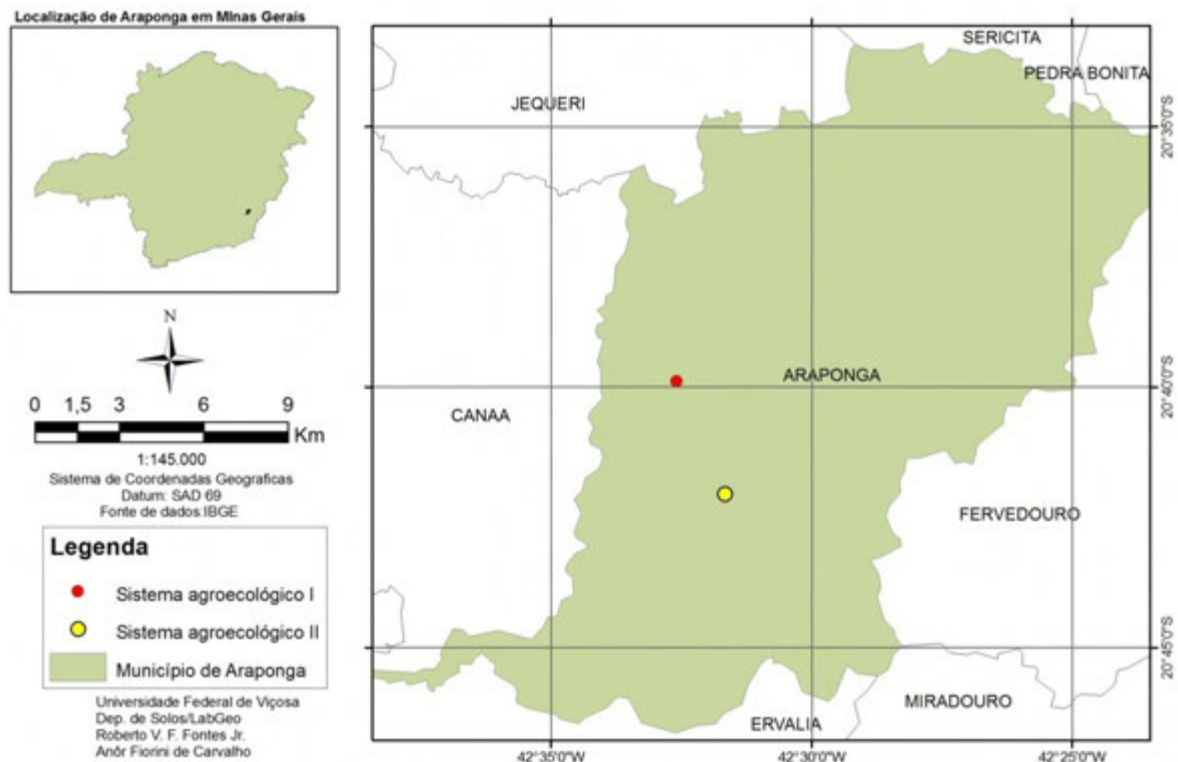 Localização de Araponga em MInas Gerais
N
0 1,5 3 6 9
Km
1:145.000
Sistema de Coordenadas Geograficas
Datum: SAD 69
Fonte de dados:IBGE
Legenda
Sistema agroecológico I
Sistema agroecológico II
Município de Araponga
Universidade Federal de Viçosa
Dep. de Solos/LabGeo
Roberto V. F. Fontes Jr.
Anôr Fiorini de Carvalho
SERICITA
PEDRA BONITA
JEQUERI
ARAPONGA
CANAA
FERVEDOURO
MIRADOURO
ERVALIA
20°35'0"S
20°40'0"S
20°45'0"S
42°35'0"W
42°30'0"W
42°25'0"W